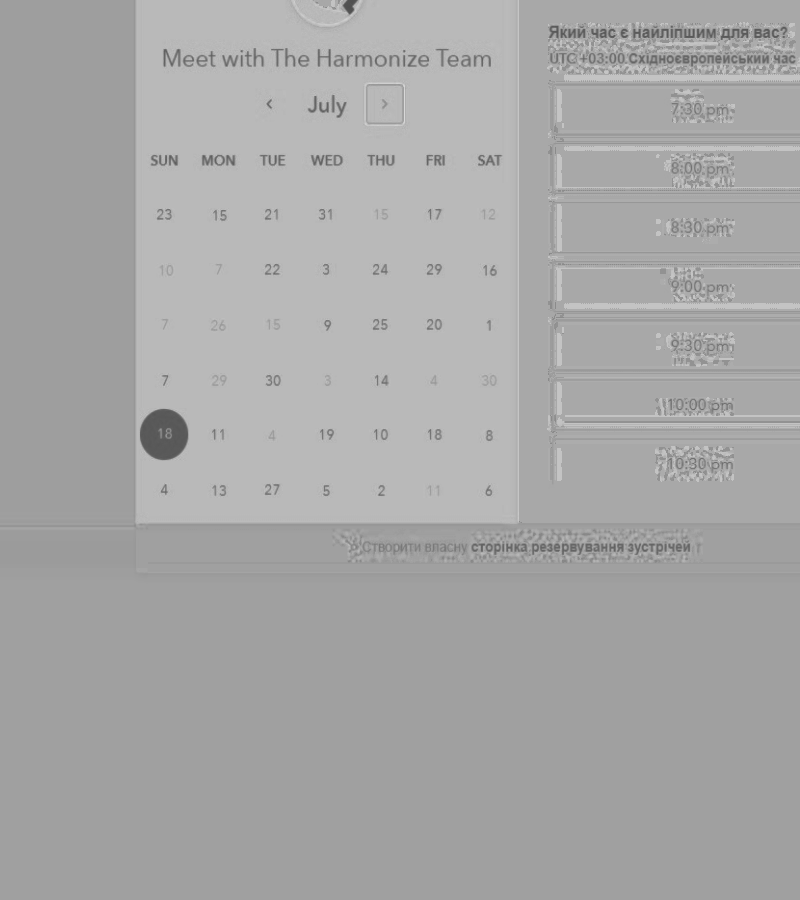 Meet with The Harmonize Team
‹ July ›
SUN MON TUE WED THU FRI SAT
23 15 21 31 15 17 12
10 7 22 3 24 29 16
7 26 15 9 25 20 1
7 29 30 3 14 4 30
18 11 4 19 10 18 8
4 13 27 5 2 11 6
Який час є найліпшим для вас?
UTC +03:00 Східноєвропейський час
7:30 pm
8:00 pm
8:30 pm
9:00 pm
9:30 pm
10:00 pm
10:30 pm
Створити власну сторінка резервування зустрічей